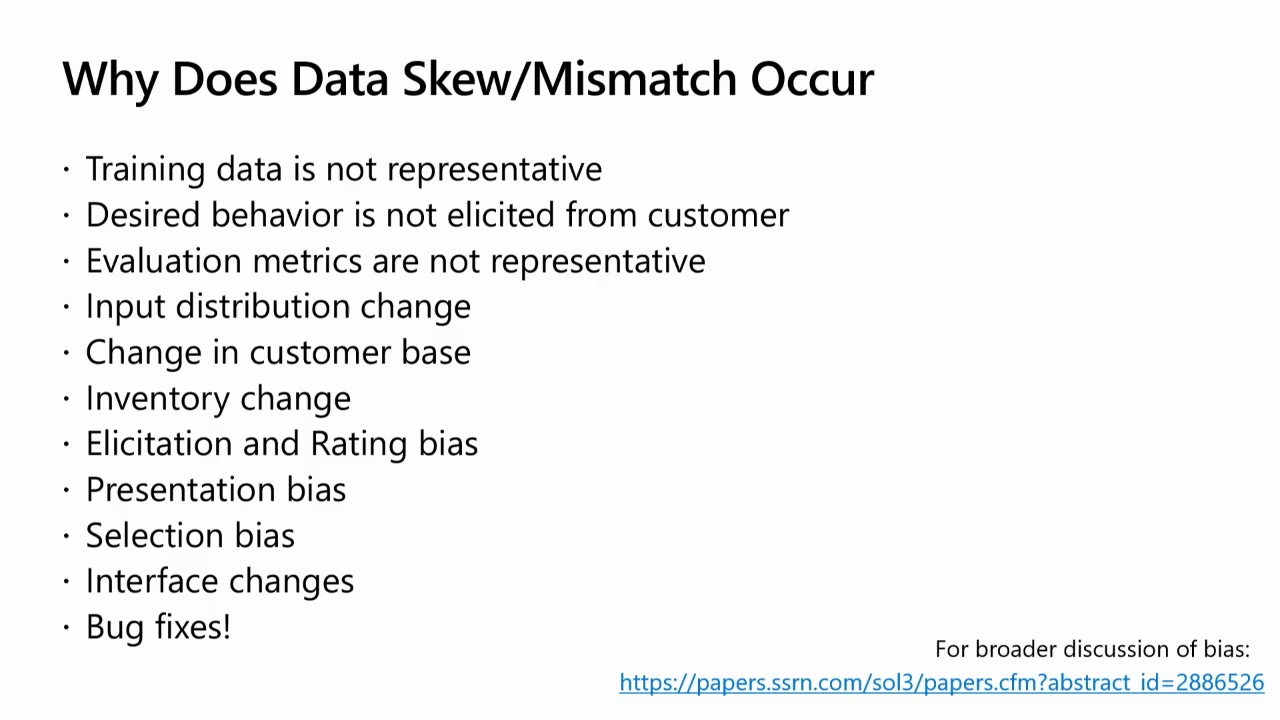 Why Does Data Skew/Mismatch Occur
· Training data is not representative
· Desired behavior is not elicited from customer
· Evaluation metrics are not representative
· Input distribution change
· Change in customer base
· Inventory change
· Elicitation and Rating bias
· Presentation bias
· Selection bias
· Interface changes
· Bug fixes!
For broader discussion of bias:
https://papers.ssrn.com/sol3/papers.cfm?abstract_id=2886526